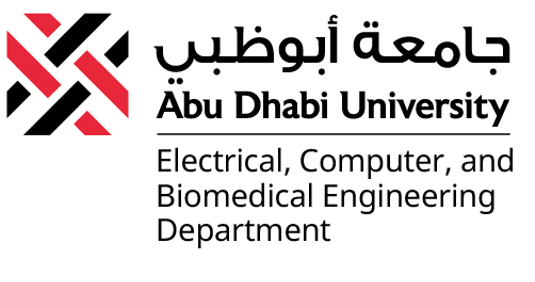 جامعة أبوظبي
Abu Dhabi University
Electrical, Computer, and
Biomedical Engineering
Department